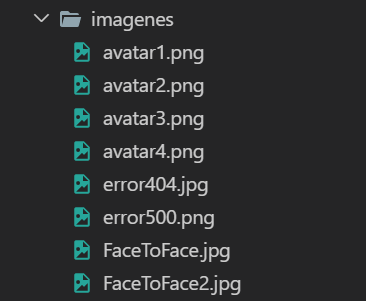 imagenes
avatar1.png
avatar2.png
avatar3.png
avatar4.png
error404.jpg
error500.png
FaceToFace.jpg
FaceToFace2.jpg